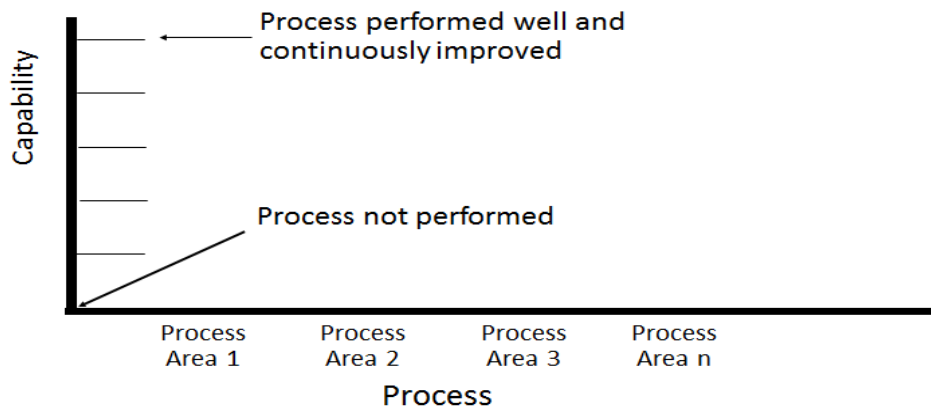 Process performed well and
continuously improved
Capability
Process not performed
Process
Area 1
Process
Area 2
Process
Area 3
Process
Area n
Process